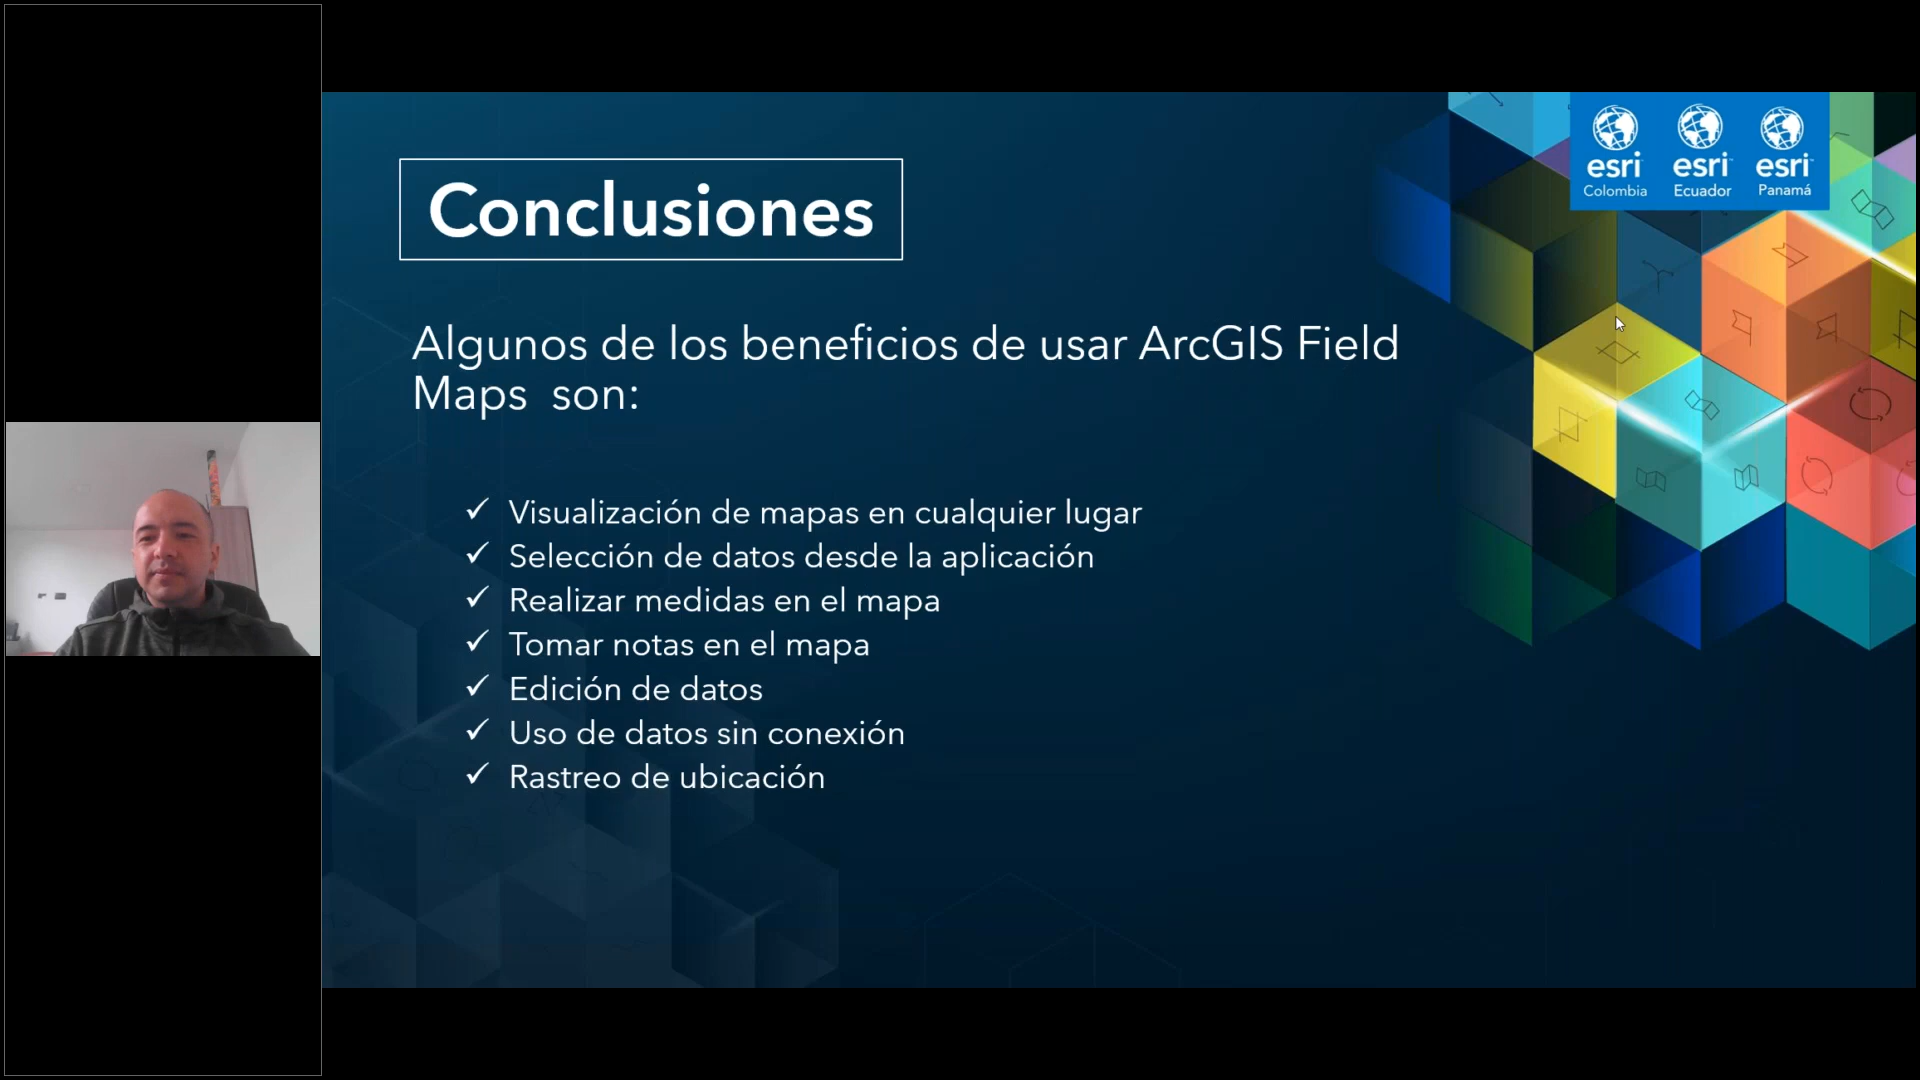 esri esri esri
Colombia Ecuador Panamá
Conclusiones
Algunos de los beneficios de usar ArcGIS Field
Maps son:
✓ Visualización de mapas en cualquier lugar
✓ Selección de datos desde la aplicación
✓ Realizar medidas en el mapa
✓ Tomar notas en el mapa
✓ Edición de datos
✓ Uso de datos sin conexión
✓ Rastreo de ubicación